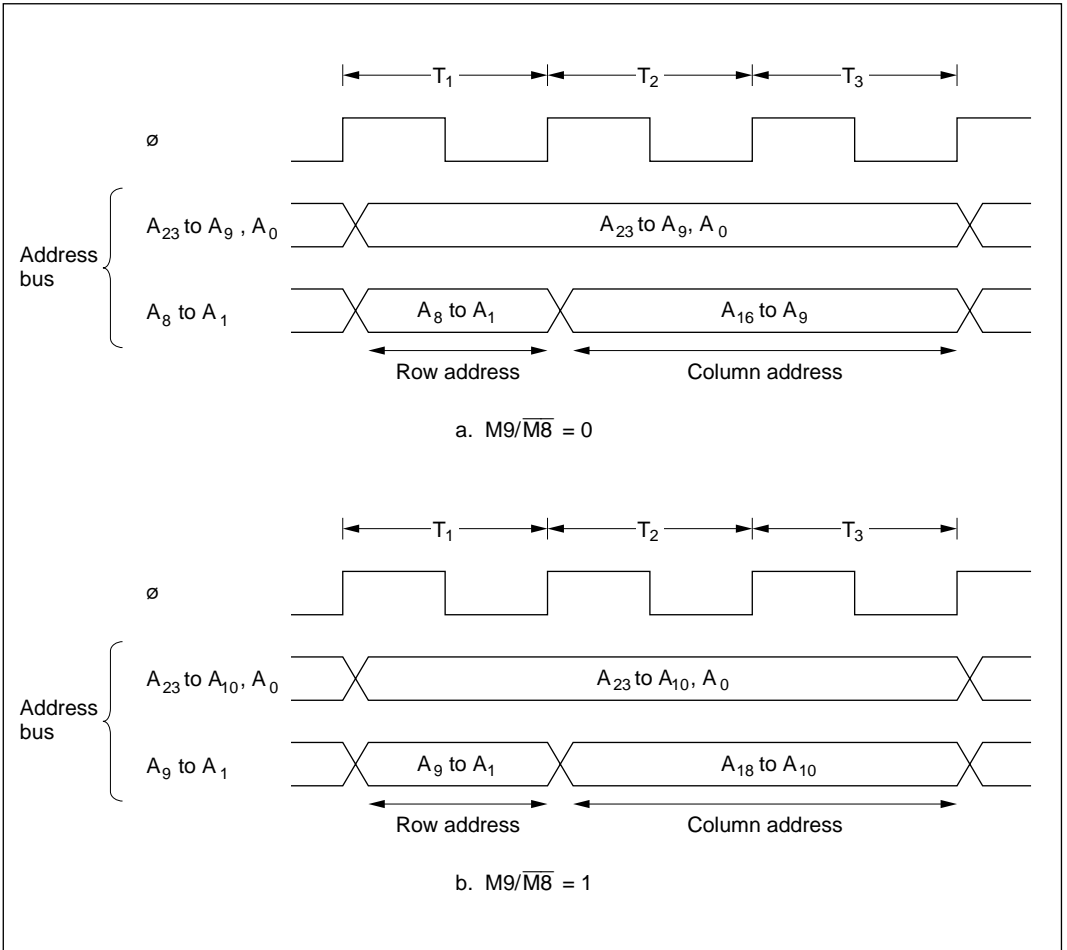 T₁ T₂ T₃
ø
Address bus
A₂₃ to A₉ , A₀
A₂₃ to A₉, A₀
A₈ to A₁
A₈ to A₁
A₁₆ to A₉
Row address
Column address
a. M9/M̅8̅ = 0
T₁ T₂ T₃
ø
Address bus
A₂₃ to A₁₀, A₀
A₂₃ to A₁₀, A₀
A₉ to A₁
A₉ to A₁
A₁₈ to A₁₀
Row address
Column address
b. M9/M̅8̅ = 1